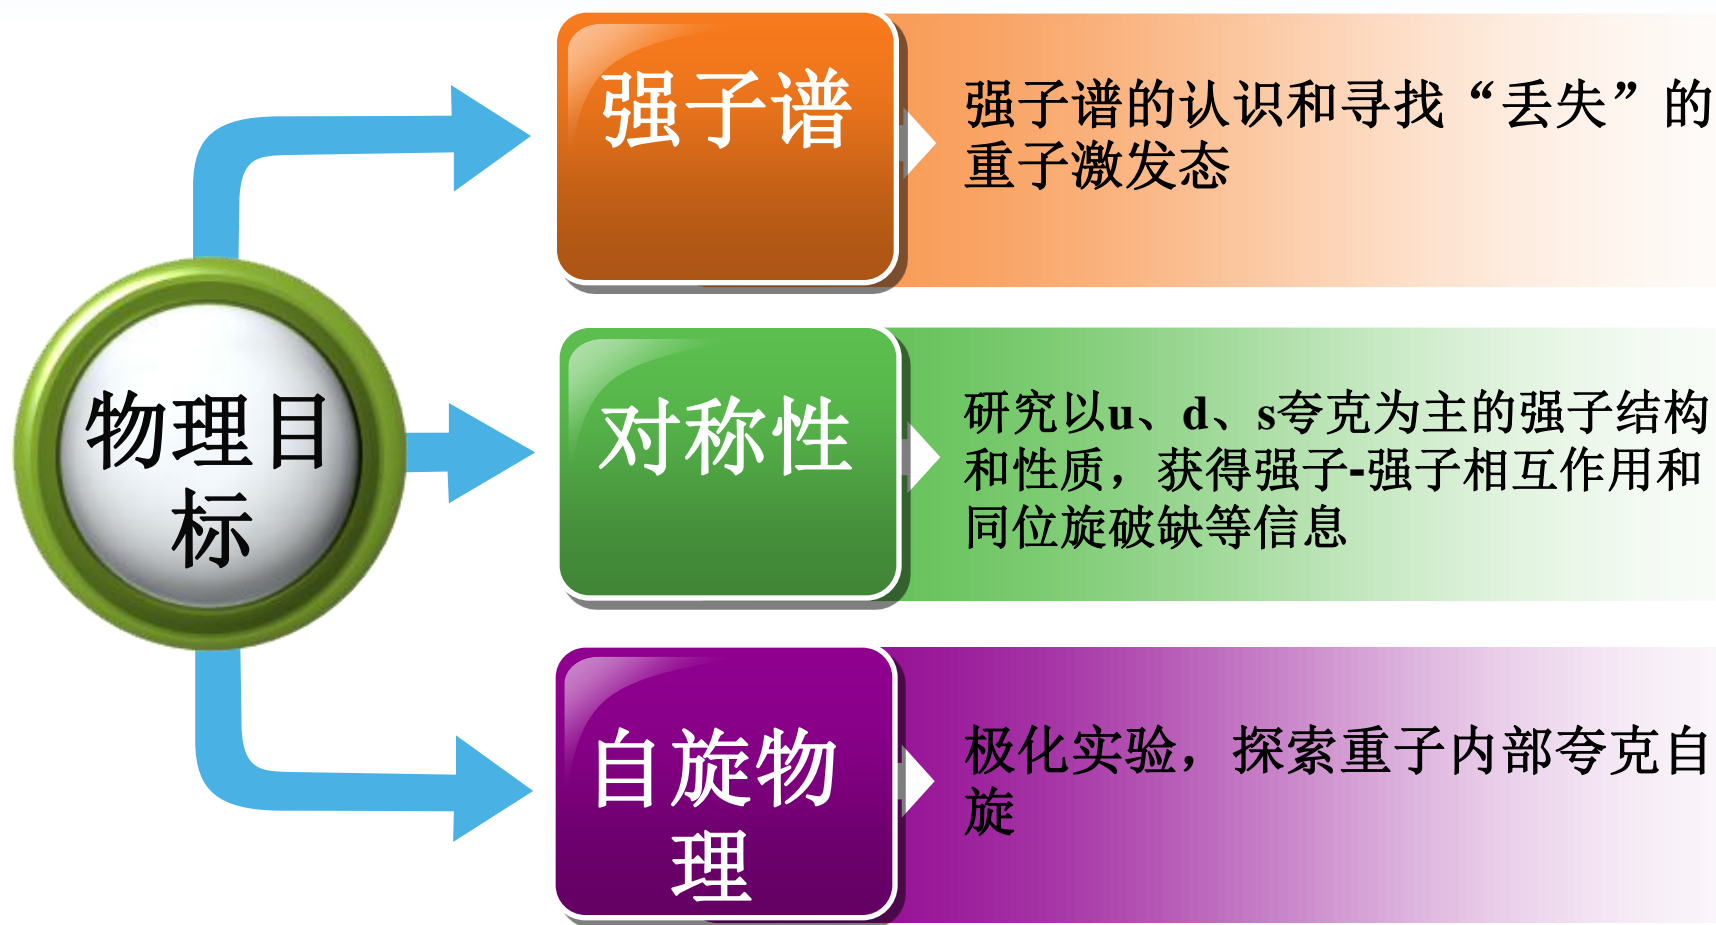 物理目
标
强子谱
强子谱的认识和寻找“丢失”的
重子激发态
对称性
研究以u、d、s夸克为主的强子结构
和性质，获得强子-强子相互作用和
同位旋破缺等信息
自旋物
理
极化实验，探索重子内部夸克自
旋